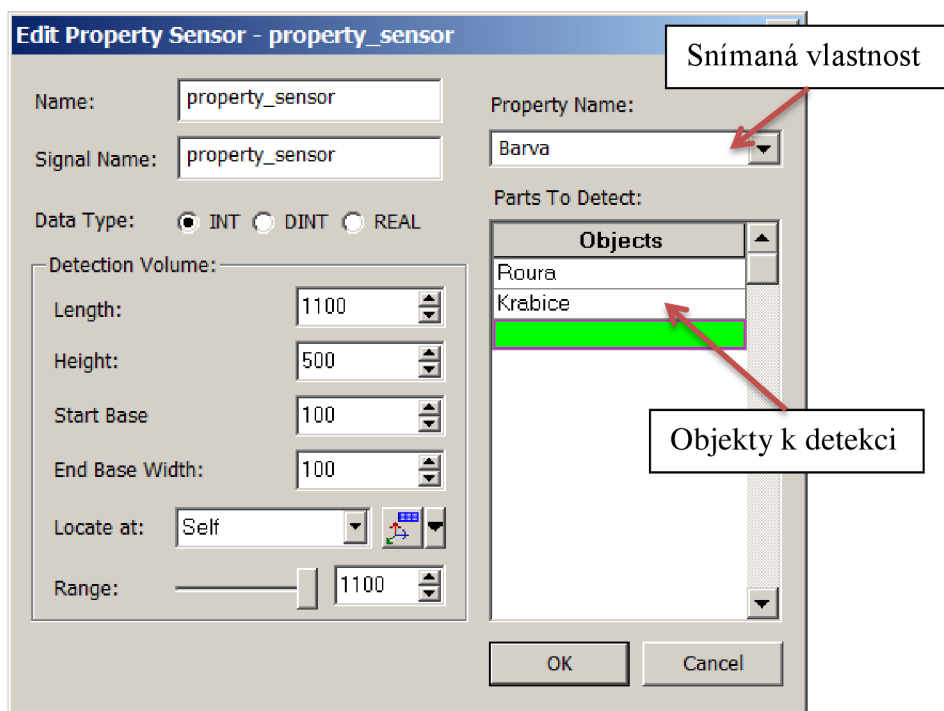 Edit Property Sensor - property_sensor
Snímaná vlastnost
Name:
property_sensor
Signal Name:
property_sensor
Data Type:
INT
DINT
REAL
Detection Volume:
Length:
1100
Height:
500
Start Base
100
End Base Width:
100
Locate at:
Self
Range:
1100
Property Name:
Barva
Parts To Detect:
Objects
Roura
Krabice
Objekty k detekci
OK
Cancel